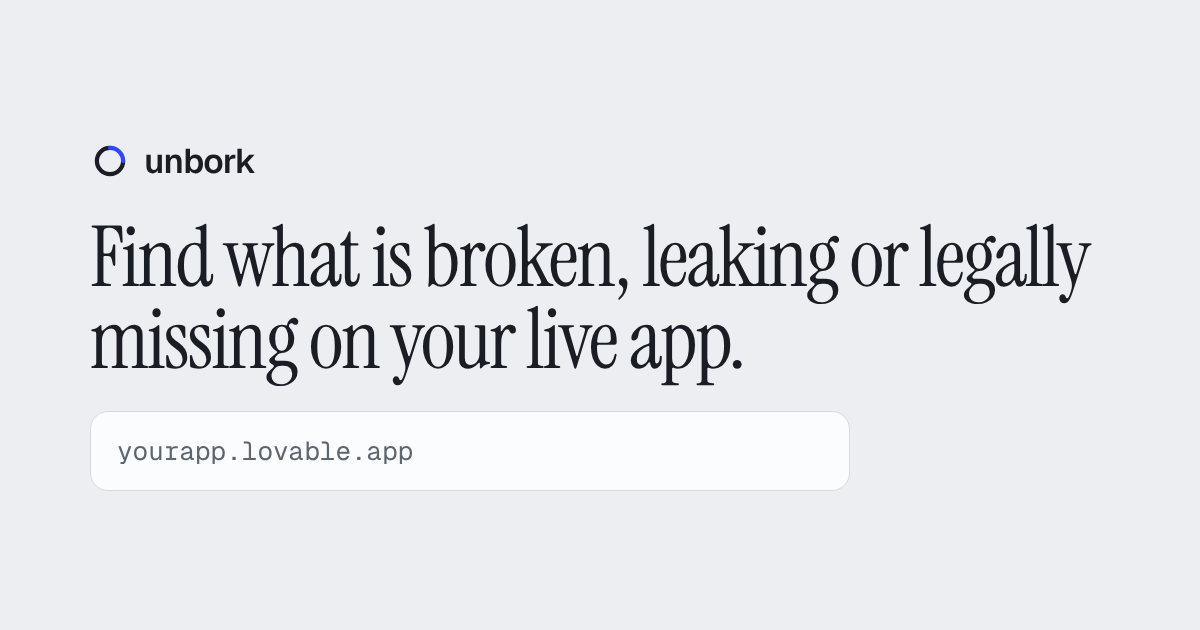 unbork
Find what is broken, leaking or legally
missing on your live app.
yourapp.lovable.app